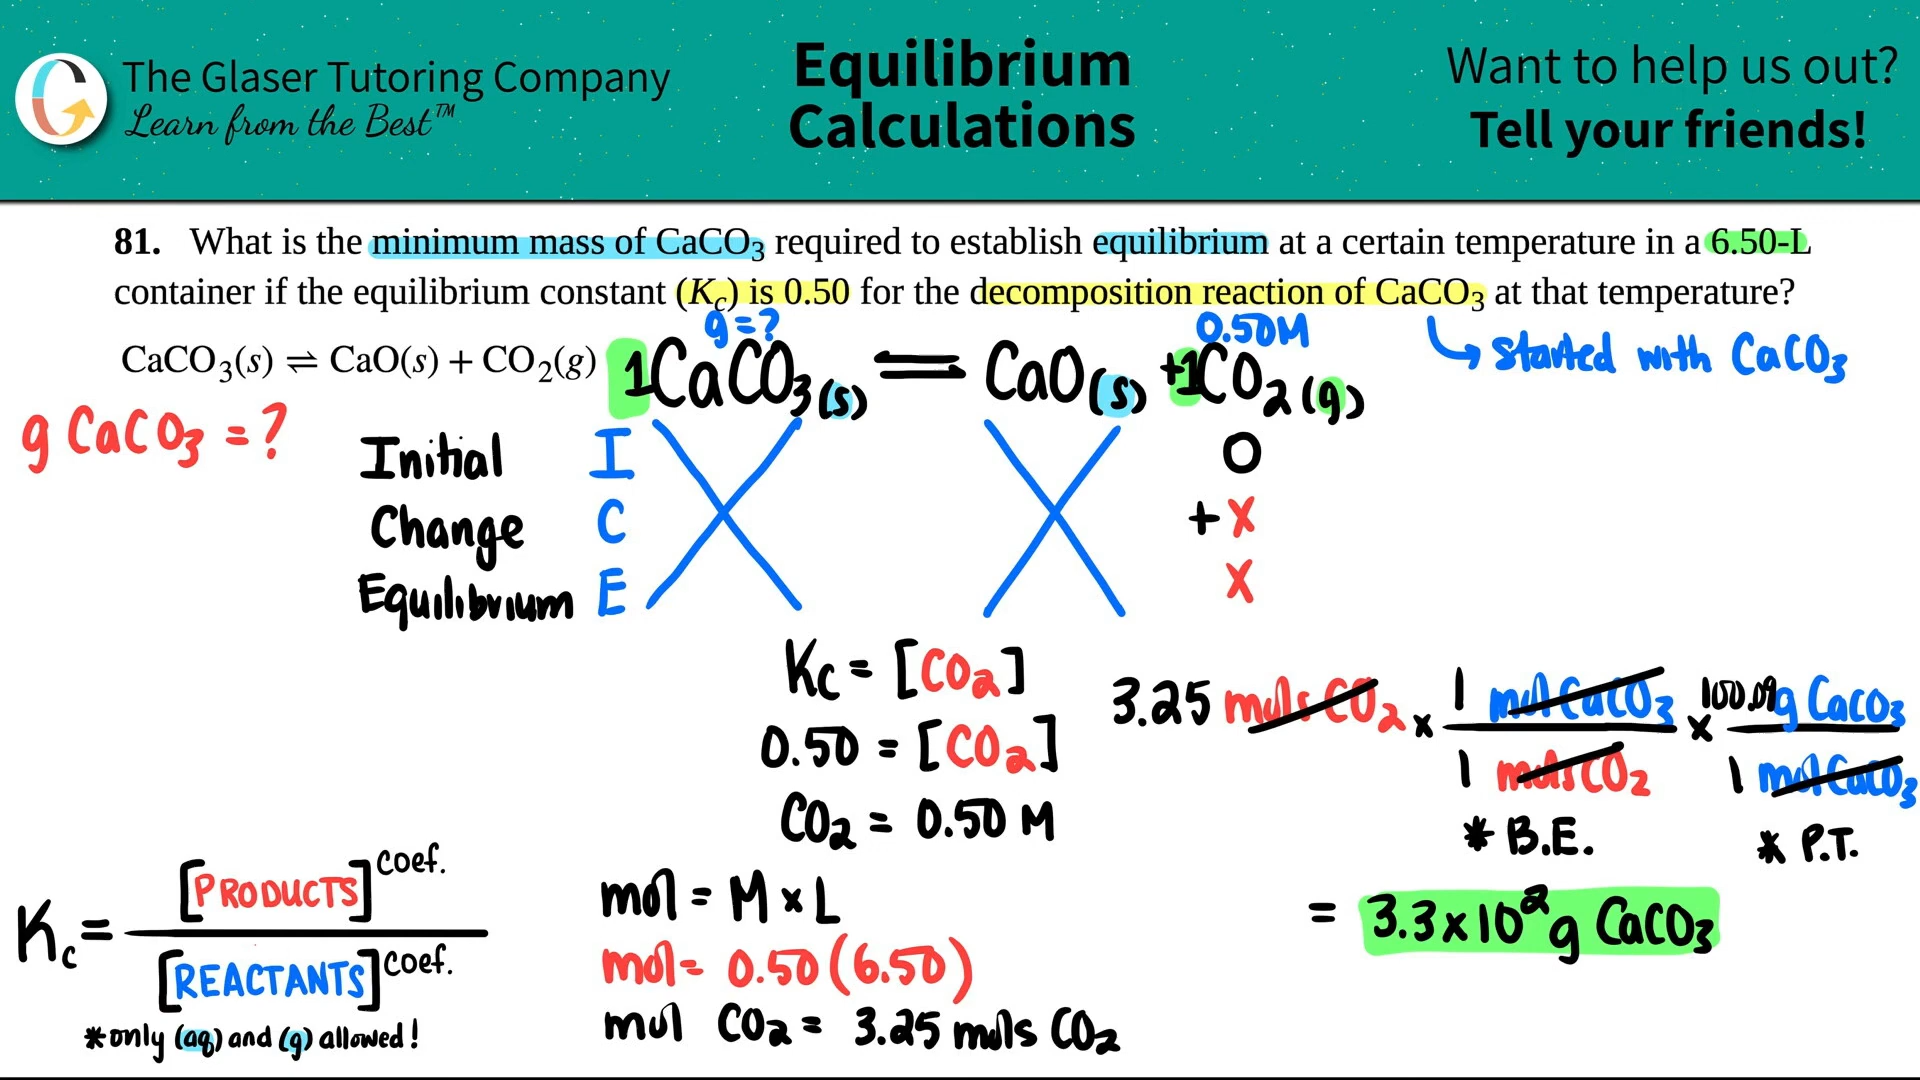 The Glaser Tutoring Company
Learn from the Best™
Equilibrium
Calculations
Want to help us out?
Tell your friends!
81. What is the minimum mass of CaCO₃ required to establish equilibrium at a certain temperature in a 6.50-L
container if the equilibrium constant (K꜀) is 0.50 for the decomposition reaction of CaCO₃ at that temperature?
g=?
0.50M
started with CaCO₃
CaCO₃(s) ⇌ CaO(s) + CO₂(g)
1CaCO₃(s) ⇌ CaO(s) +1CO₂(g)
g CaCO₃ = ?
Initial I 0
Change C +x
Equilibrium E x
Kc = [CO₂]
0.50 = [CO₂]
CO₂ = 0.50 M
3.25 mols CO₂ x 1 mol CaCO₃ x 100.09g CaCO₃
1 mols CO₂ 1 mol CaCO₃
* B.E. * P.T.
= 3.3x10² g CaCO₃
Kc = [PRODUCTS]coef.
[REACTANTS]coef.
*only (aq) and (g) allowed!
mol = M x L
mol = 0.50(6.50)
mol CO₂ = 3.25 mols CO₂